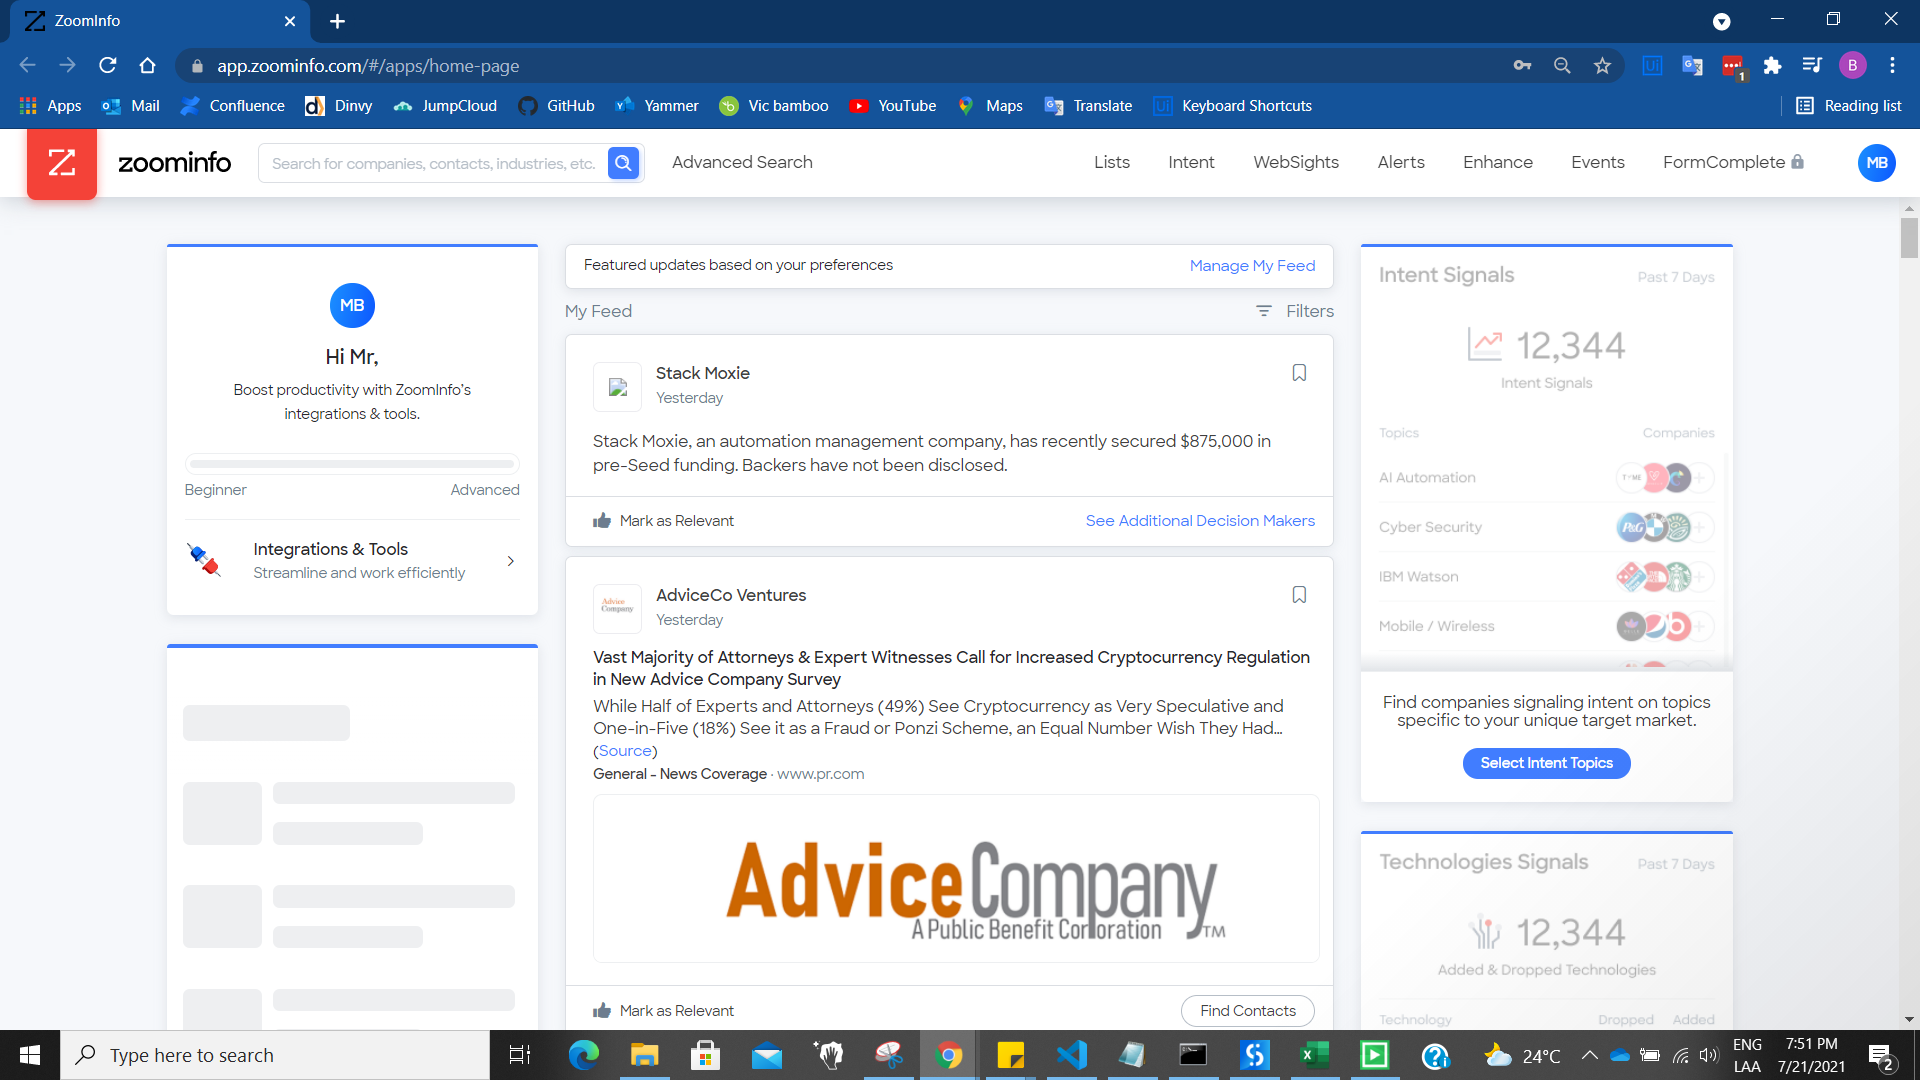 ZoomInfo
app.zoominfo.com/#/apps/home-page
B
1
Apps
Mail
Confluence
Dinvy
JumpCloud
GitHub
Yammer
Vic bamboo
YouTube
Maps
Translate
Keyboard Shortcuts
Reading list
zoominfo
Search for companies, contacts, industries, etc.
Advanced Search
Lists
Intent
WebSights
Alerts
Enhance
Events
FormComplete
MB
MB
Hi Mr,
Boost productivity with ZoomInfo's
integrations & tools.
Beginner
Advanced
Integrations & Tools
Streamline and work efficiently
Featured updates based on your preferences
Manage My Feed
My Feed
Filters
Stack Moxie
Yesterday
Stack Moxie, an automation management company, has recently secured $875,000 in
pre-Seed funding. Backers have not been disclosed.
Mark as Relevant
See Additional Decision Makers
Advice
Company
AdviceCo Ventures
Yesterday
Vast Majority of Attorneys & Expert Witnesses Call for Increased Cryptocurrency Regulation
in New Advice Company Survey
While Half of Experts and Attorneys (49%) See Cryptocurrency as Very Speculative and
One-in-Five (18%) See it as a Fraud or Ponzi Scheme, an Equal Number Wish They Had...
(Source)
General - News Coverage · www.pr.com
AdviceCompany
A Public Benefit Corporation TM
Mark as Relevant
Find Contacts
Intent Signals
Past 7 Days
12,344
Intent Signals
Topics
Companies
AI Automation
Cyber Security
P&G
IBM Watson
Mobile / Wireless
Find companies signaling intent on topics
specific to your unique target market.
Select Intent Topics
Technologies Signals
Past 7 Days
12,344
Added & Dropped Technologies
Technology
Dropped
Added
Type here to search
24°C
ENG
LAA
7:51 PM
7/21/2021
2